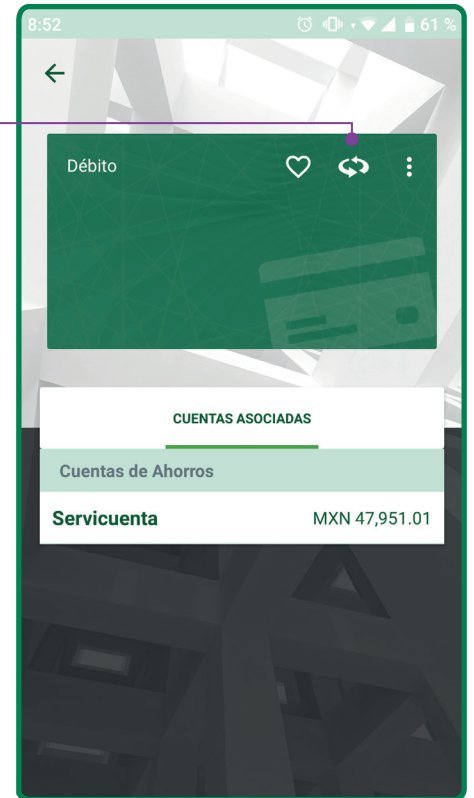 8:52
61 %
Débito
CUENTAS ASOCIADAS
Cuentas de Ahorros
Servicuenta MXN 47,951.01